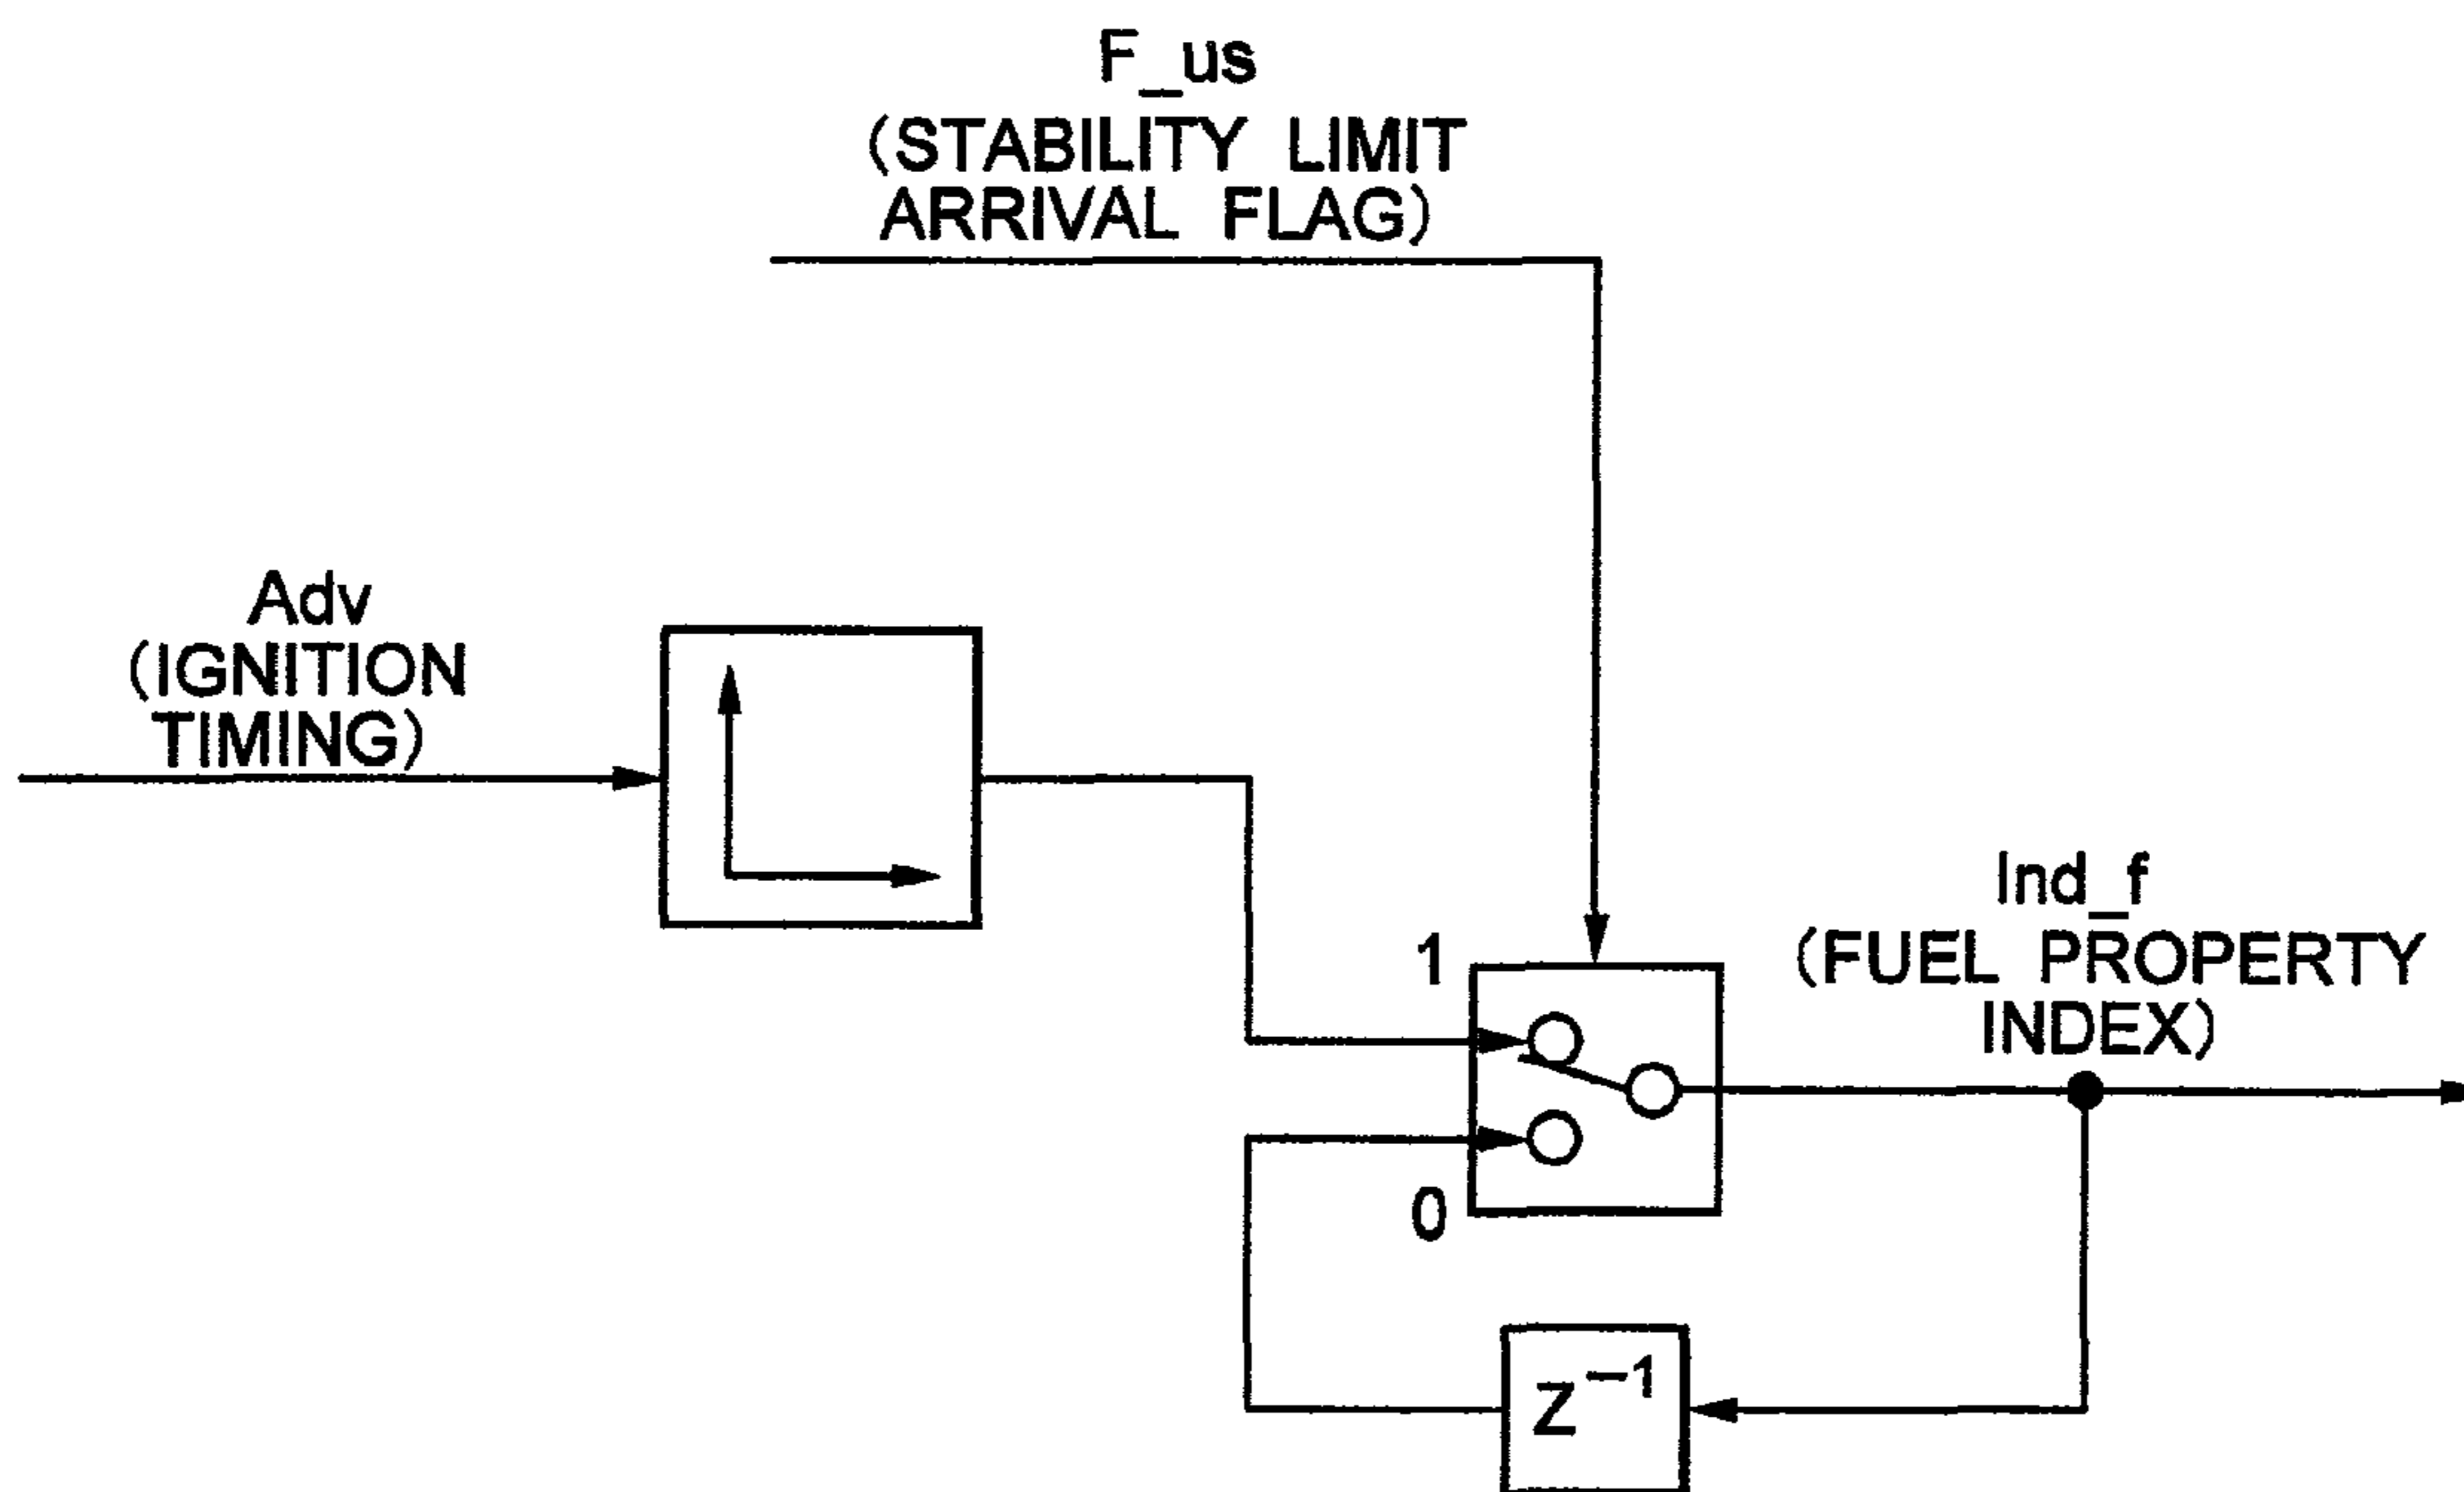 F_us
(STABILITY LIMIT
ARRIVAL FLAG)
Adv
(IGNITION
TIMING)
Ind_f
(FUEL PROPERTY
INDEX)
1
0
Z⁻¹